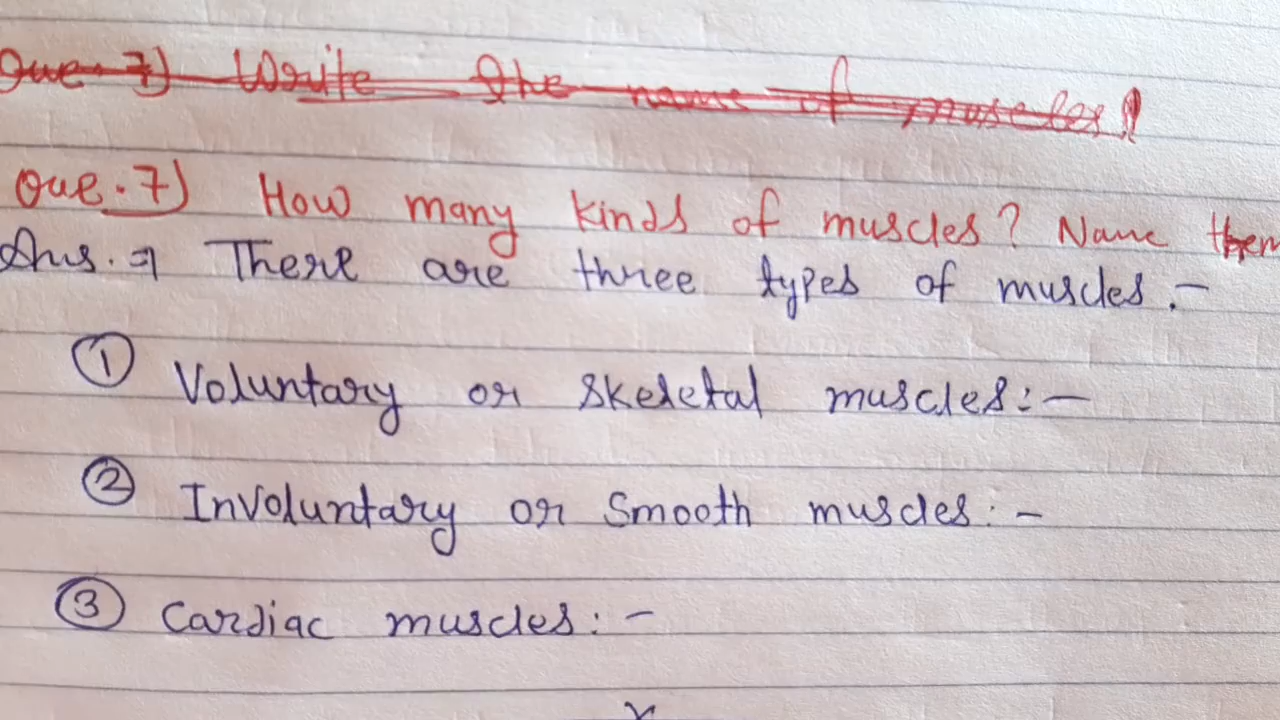 Que. 7) Write the name of muscles!
Que. 7) How many kinds of muscles? Name them
Ans. ⇒ There are three types of muscles.-
① Voluntary or skeletal muscles:-
② Involuntary or Smooth muscles:-
③ Cardiac muscles:-